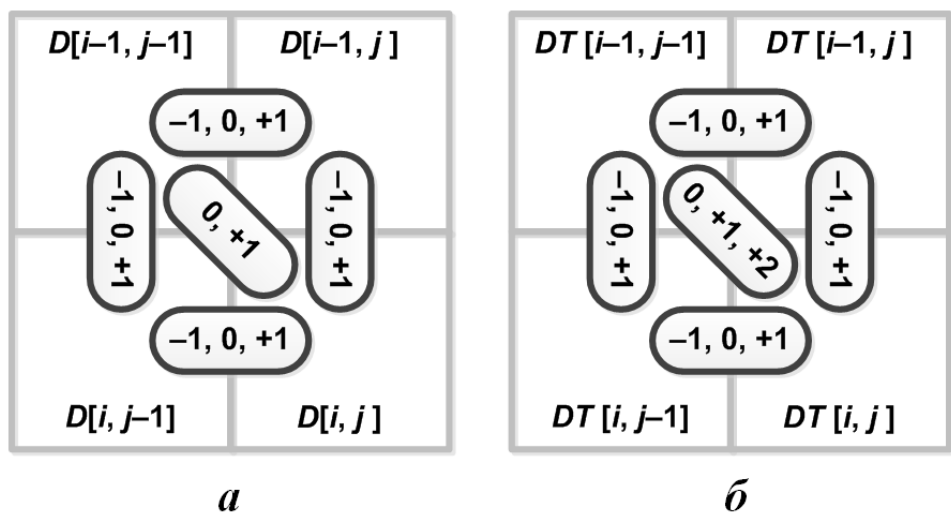 D[i–1, j–1] D[i–1, j ] DT [i–1, j–1] DT [i–1, j ]
–1, 0, +1 –1, 0, +1
–1, 0, +1 0, +1 –1, 0, +1 –1, 0, +1 0, +1, +2 –1, 0, +1
–1, 0, +1 –1, 0, +1
D[i, j–1] D[i, j ] DT [i, j–1] DT [i, j ]
а б